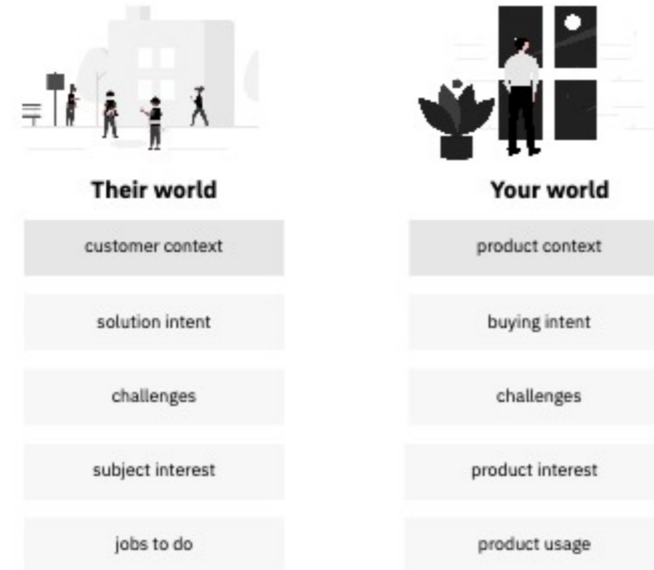 Their world
customer context
solution intent
challenges
subject interest
jobs to do
Your world
product context
buying intent
challenges
product interest
product usage